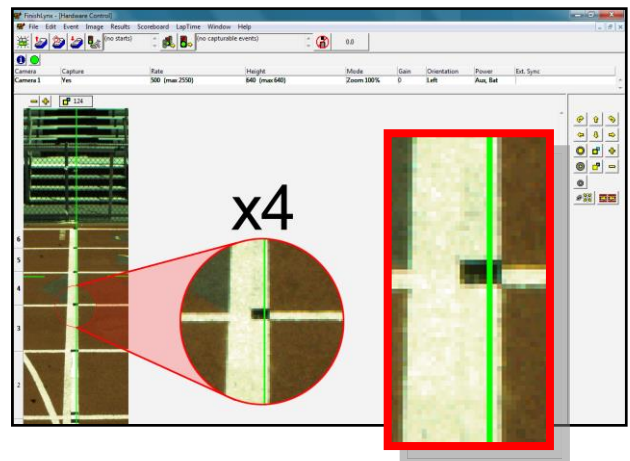 FinishLynx - [Hardware Control]
File Edit Event Image Results Scoreboard LapTime Window Help
(no starts) (no capturable events) 0.0
Camera Capture Rate Height Mode Gain Orientation Power Ext. Sync
Camera 1 Yes 500 (max 2550) 640 (max 640) Zoom 100% 0 Left Aux, Bat
124
x4
6
5
4
3
2